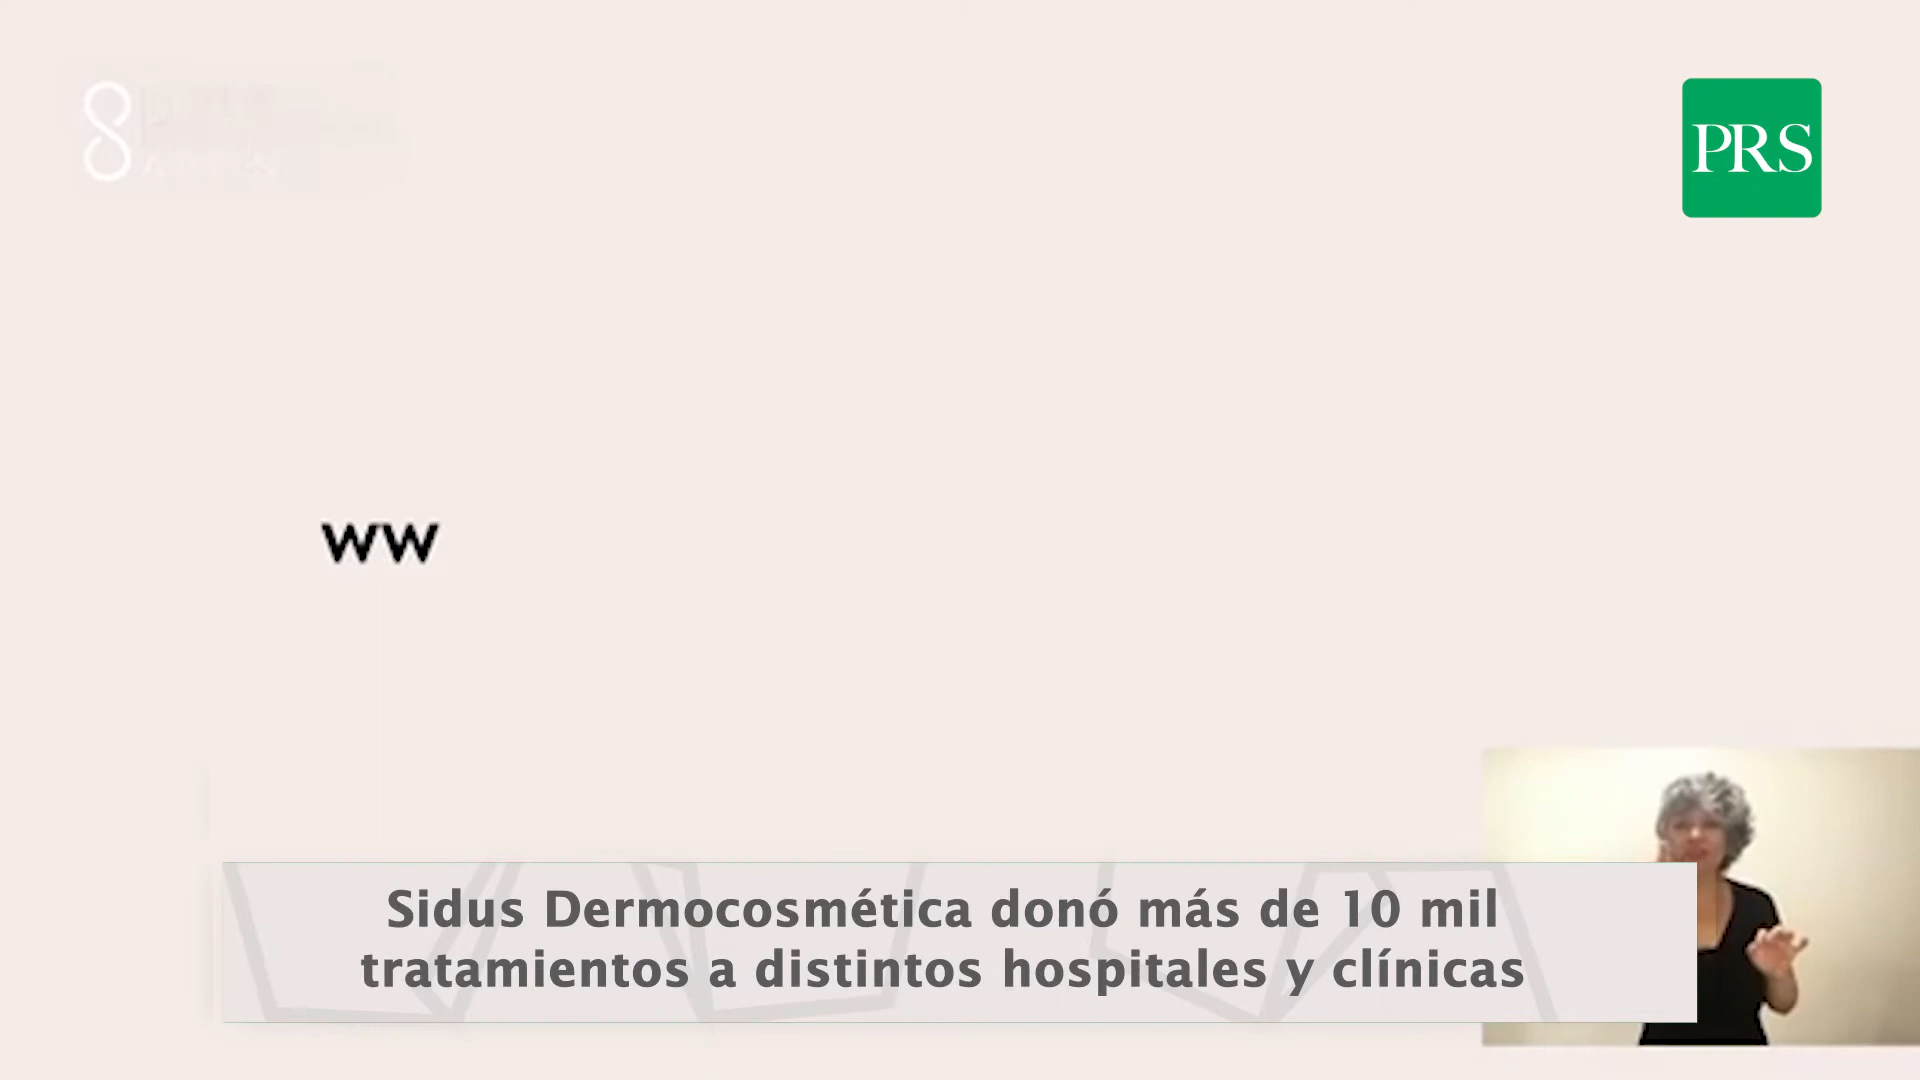 PRS
ww
Sidus Dermocosmética donó más de 10 mil
tratamientos a distintos hospitales y clínicas